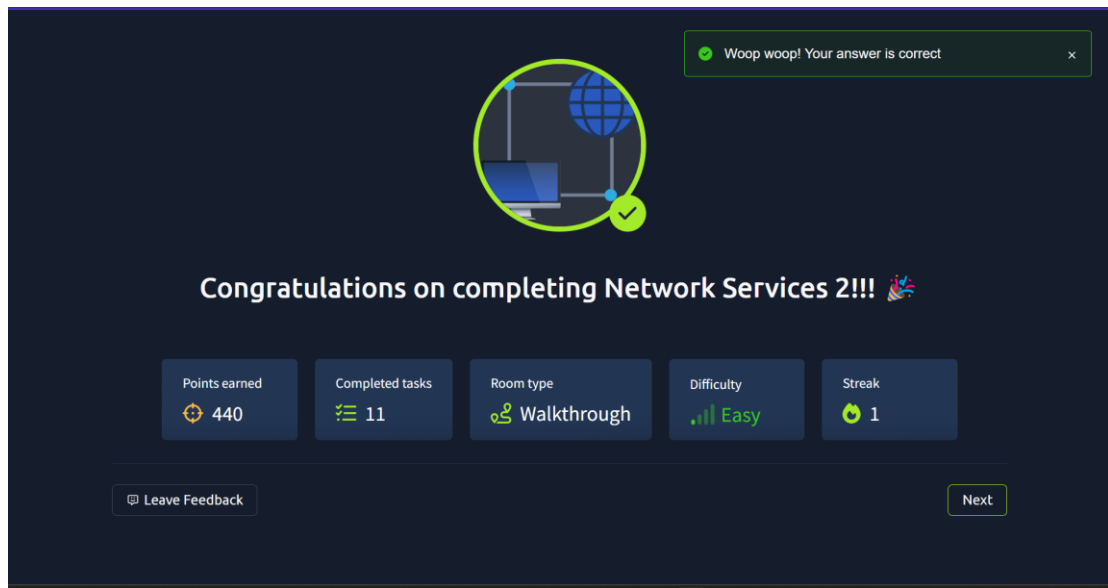 Woop woop! Your answer is correct
Congratulations on completing Network Services 2!!! 🎉
Points earned
440
Completed tasks
11
Room type
Walkthrough
Difficulty
Easy
Streak
1
Leave Feedback
Next